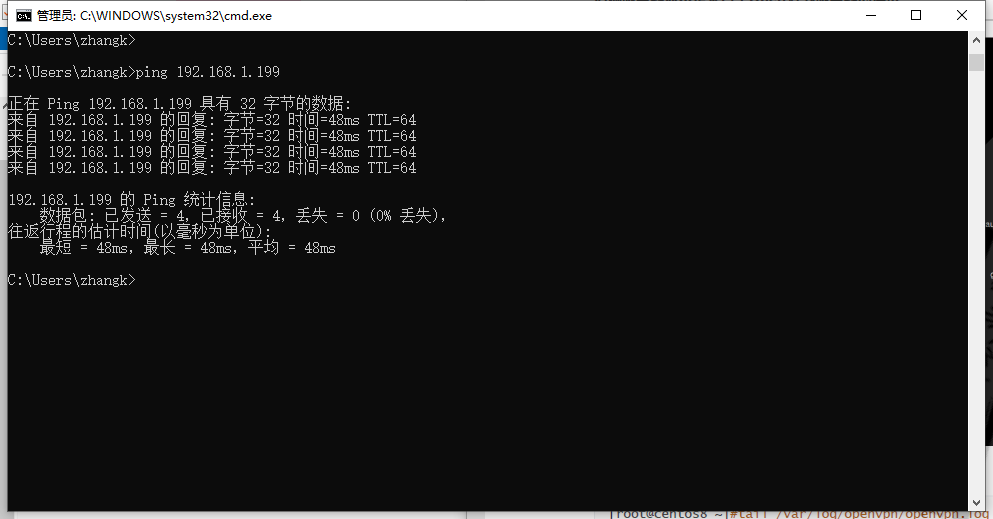 管理员: C:\WINDOWS\system32\cmd.exe
C:\Users\zhangk>
C:\Users\zhangk>ping 192.168.1.199
正在 Ping 192.168.1.199 具有 32 字节的数据:
来自 192.168.1.199 的回复: 字节=32 时间=48ms TTL=64
来自 192.168.1.199 的回复: 字节=32 时间=48ms TTL=64
来自 192.168.1.199 的回复: 字节=32 时间=48ms TTL=64
来自 192.168.1.199 的回复: 字节=32 时间=48ms TTL=64
192.168.1.199 的 Ping 统计信息:
数据包: 已发送 = 4, 已接收 = 4, 丢失 = 0 (0% 丢失),
往返行程的估计时间(以毫秒为单位):
最短 = 48ms, 最长 = 48ms, 平均 = 48ms
C:\Users\zhangk>
[root@centos8 ~]#tail /var/log/openvpn/openvpn.log